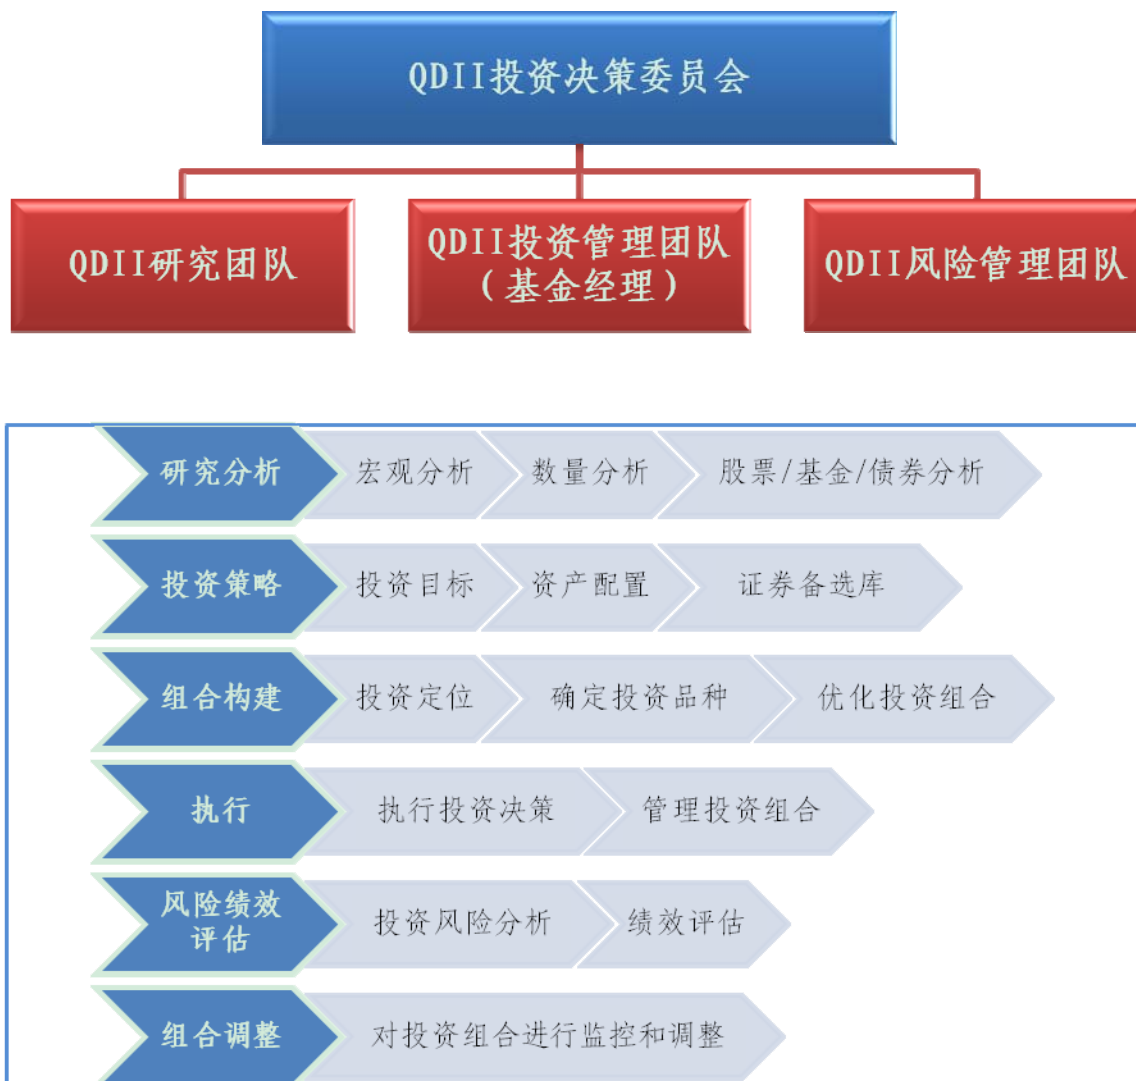 QDII投资决策委员会
QDII研究团队
QDII投资管理团队
（基金经理）
QDII风险管理团队
研究分析 宏观分析 数量分析 股票/基金/债券分析
投资策略 投资目标 资产配置 证券备选库
组合构建 投资定位 确定投资品种 优化投资组合
执行 执行投资决策 管理投资组合
风险绩效
评估 投资风险分析 绩效评估
组合调整 对投资组合进行监控和调整